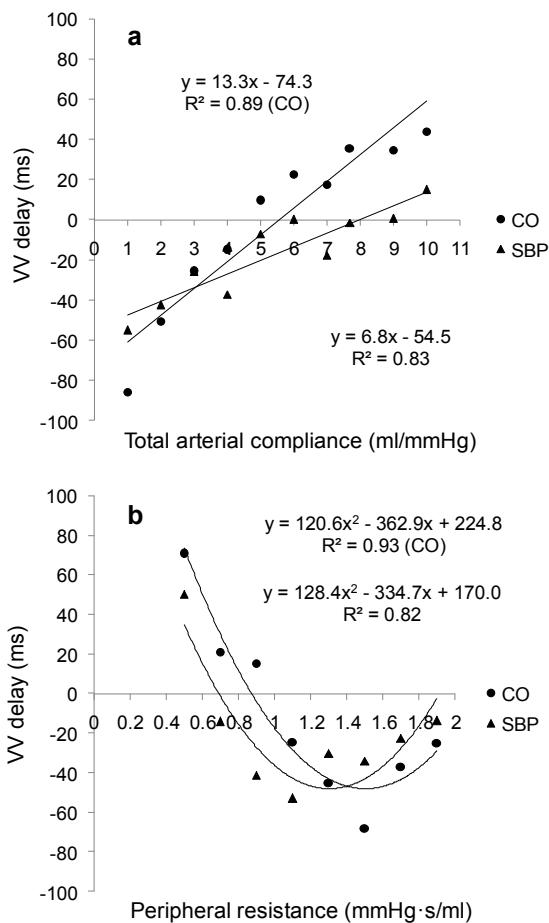 a
100
80
60
40
20
0
-20
-40
-60
-80
-100
VV delay (ms)
y = 13.3x - 74.3
R² = 0.89 (CO)
0 1 2 3 4 5 6 7 8 9 10 11
CO
SBP
y = 6.8x - 54.5
R² = 0.83
Total arterial compliance (ml/mmHg)
b
100
80
60
40
20
0
-20
-40
-60
-80
-100
VV delay (ms)
y = 120.6x² - 362.9x + 224.8
R² = 0.93 (CO)
y = 128.4x² - 334.7x + 170.0
R² = 0.82
0 0.2 0.4 0.6 0.8 1 1.2 1.4 1.6 1.8 2
CO
SBP
Peripheral resistance (mmHg·s/ml)